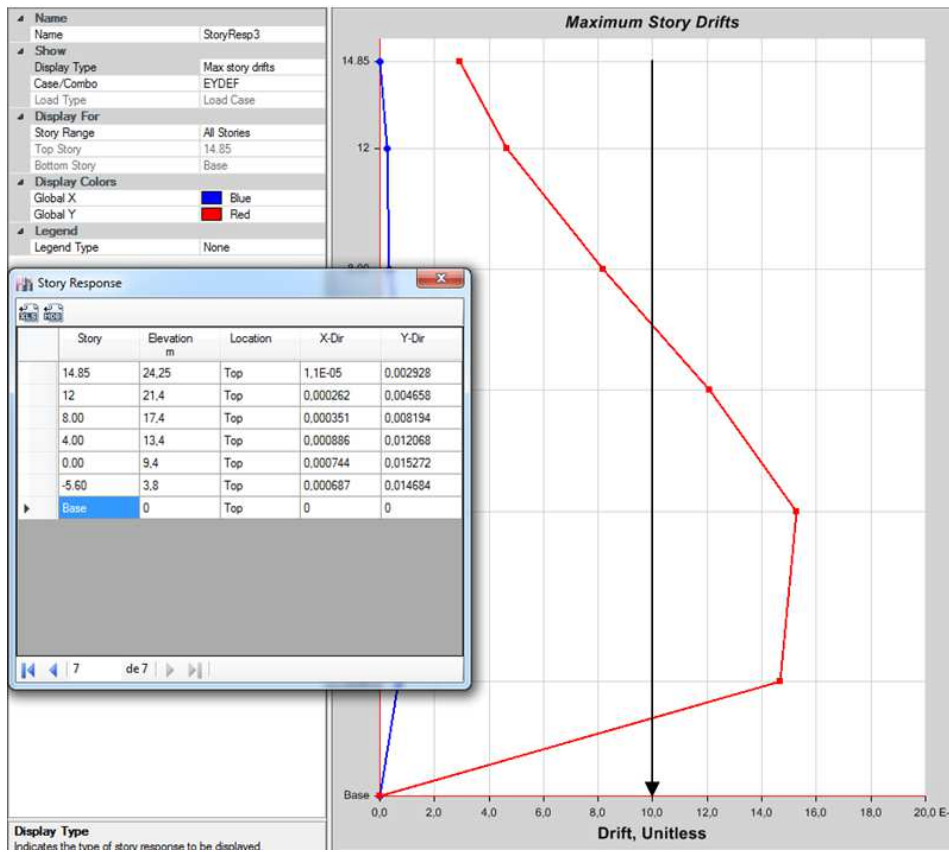 Name
Name StoryResp3
Show
Display Type Max story drifts
Case/Combo EYDEF
Load Type Load Case
Display For
Story Range All Stories
Top Story 14.85
Bottom Story Base
Display Colors
Global X Blue
Global Y Red
Legend
Legend Type None
Story Response
XLS MDB
Story Elevation m Location X-Dir Y-Dir
14.85 24,25 Top 1,1E-05 0,002928
12 21,4 Top 0,000262 0,004658
8.00 17,4 Top 0,000351 0,008194
4.00 13,4 Top 0,000886 0,012068
0.00 9,4 Top 0,000744 0,015272
-5.60 3,8 Top 0,000687 0,014684
Base 0 Top 0 0
7 de 7
Display Type
Indicates the type of story response to be displayed.
Maximum Story Drifts
14.85
12
8.00
Base
0,0 2,0 4,0 6,0 8,0 10,0 12,0 14,0 16,0 18,0 20,0 E-
Drift, Unitless